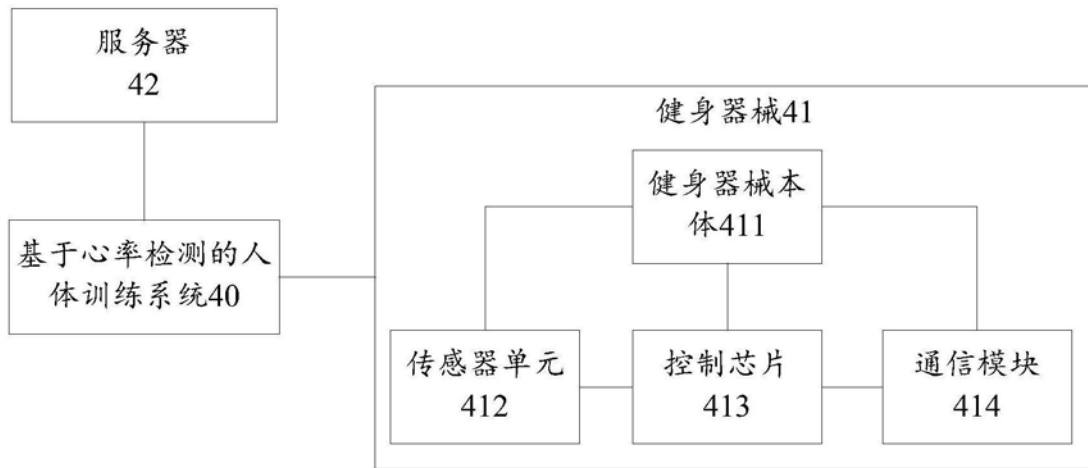 服务器
42
健身器械41
健身器械本
体411
基于心率检测的人
体训练系统40
传感器单元
412
控制芯片
413
通信模块
414